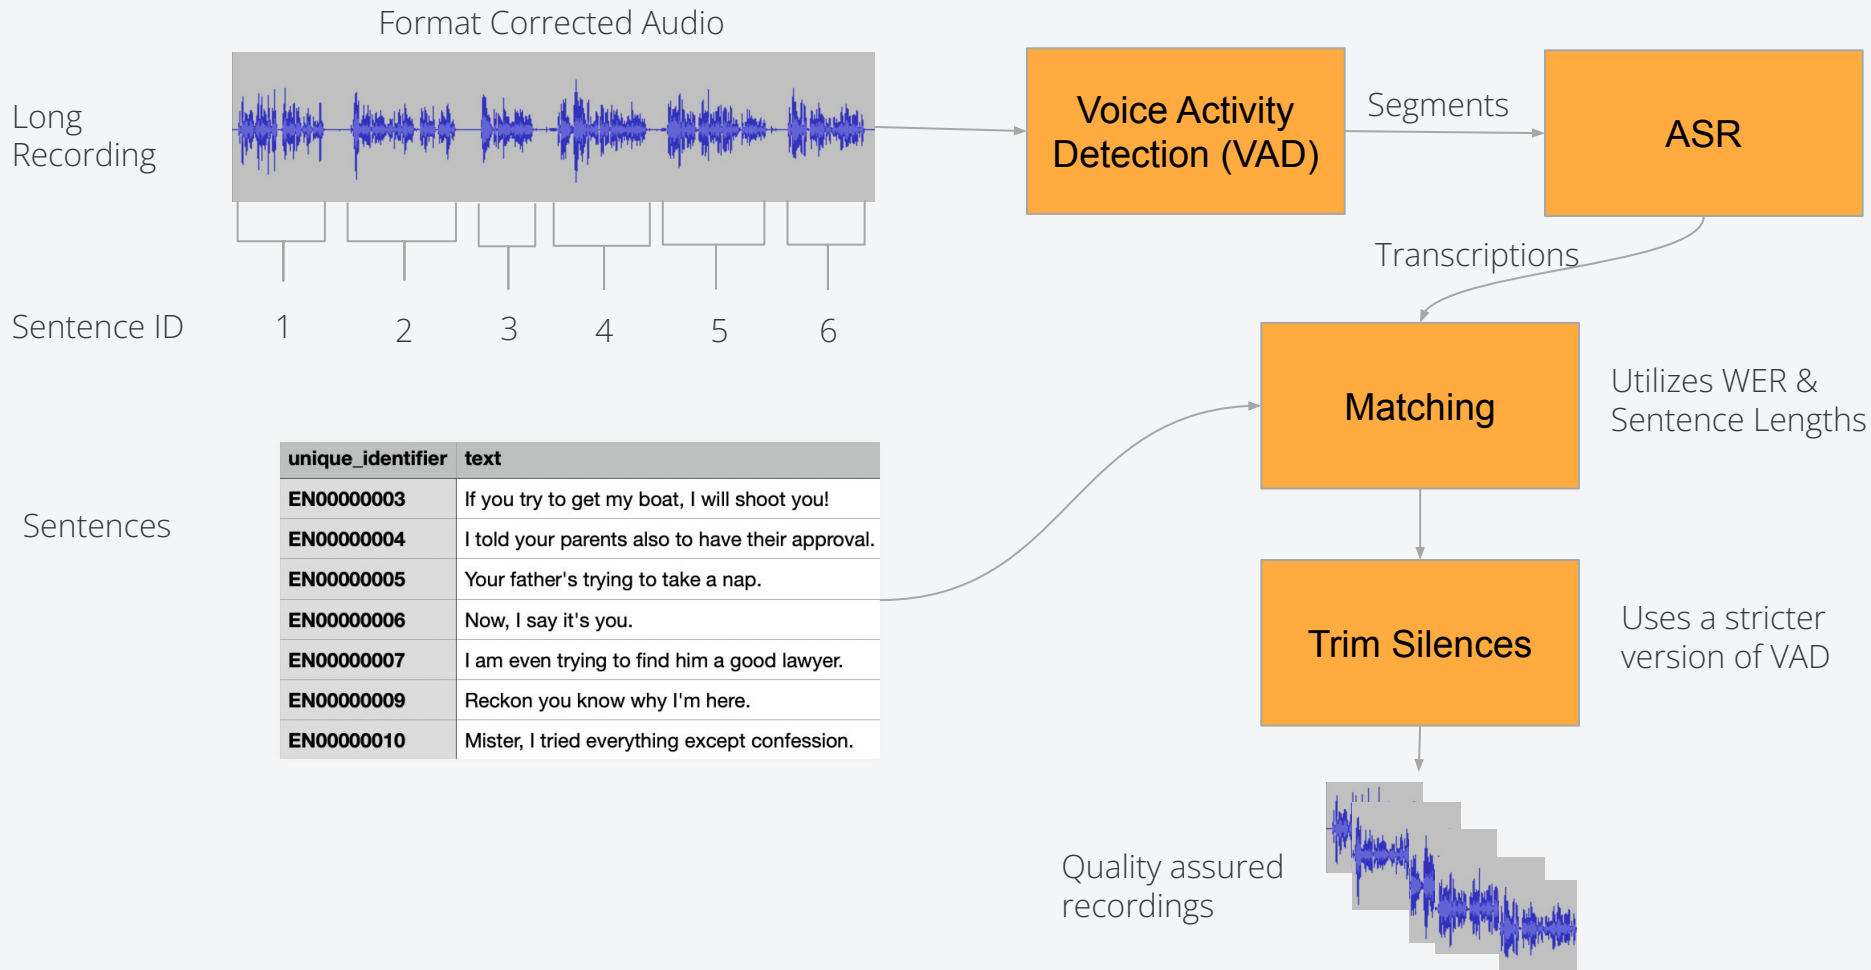 Format Corrected Audio
Long
Recording
Voice Activity
Detection (VAD)
Segments
ASR
Transcriptions
Sentence ID
1 2 3 4 5 6
Matching
Utilizes WER &
Sentence Lengths
Sentences
unique_identifier text
EN00000003 If you try to get my boat, I will shoot you!
EN00000004 I told your parents also to have their approval.
EN00000005 Your father's trying to take a nap.
EN00000006 Now, I say it's you.
EN00000007 I am even trying to find him a good lawyer.
EN00000009 Reckon you know why I'm here.
EN00000010 Mister, I tried everything except confession.
Trim Silences
Uses a stricter
version of VAD
Quality assured
recordings